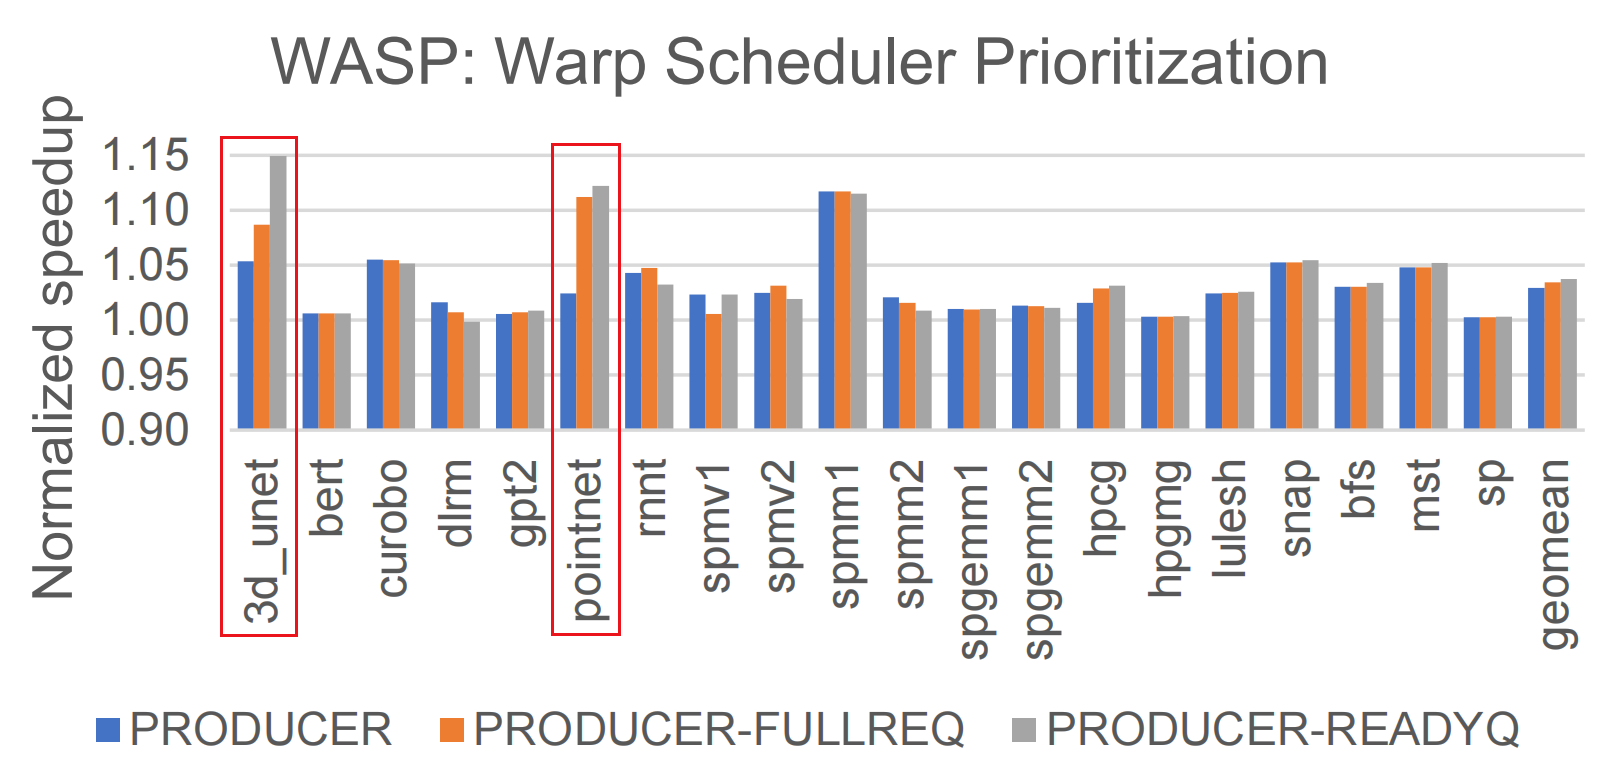 WASP: Warp Scheduler Prioritization
Normalized speedup
1.15
1.10
1.05
1.00
0.95
0.90
3d_unet
bert
curobo
dlrm
gpt2
pointnet
rnnt
spmv1
spmv2
spmm1
spmm2
spgemm1
spgemm2
hpcg
hpgmg
lulesh
snap
bfs
mst
sp
geomean
PRODUCER
PRODUCER-FULLREQ
PRODUCER-READYQ